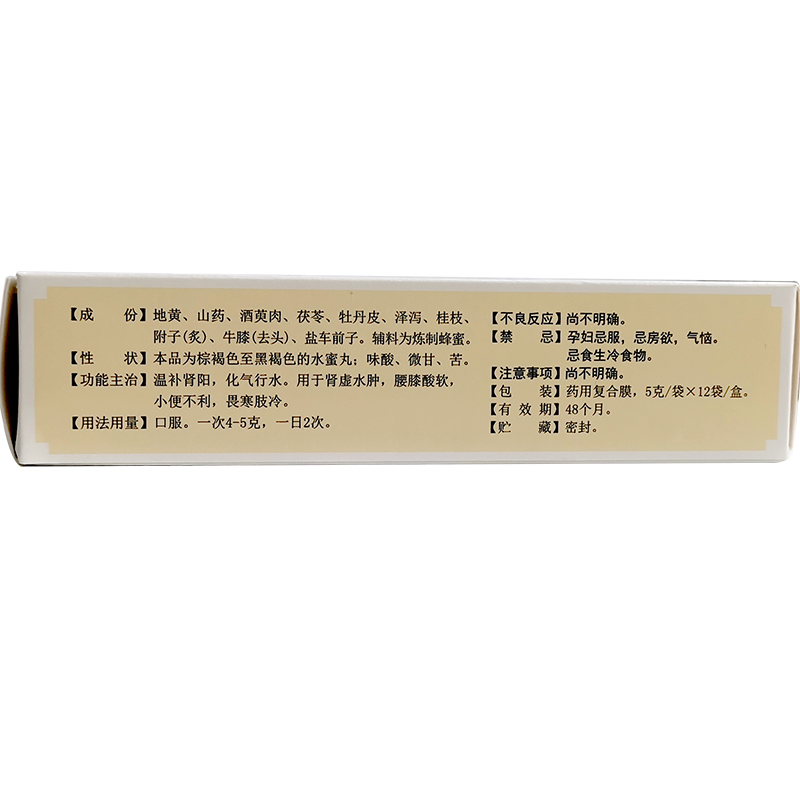 【成　份】地黄、山药、酒萸肉、茯苓、牡丹皮、泽泻、桂枝、
附子(炙)、牛膝(去头)、盐车前子。辅料为炼制蜂蜜。
【性　状】本品为棕褐色至黑褐色的水蜜丸；味酸、微甘、苦。
【功能主治】温补肾阳，化气行水。用于肾虚水肿，腰膝酸软，
小便不利，畏寒肢冷。
【用法用量】口服。一次4-5克，一日2次。
【不良反应】尚不明确。
【禁　忌】孕妇忌服，忌房欲，气恼。
忌食生冷食物。
【注意事项】尚不明确。
【包　装】药用复合膜，5克/袋×12袋/盒。
【有 效 期】48个月。
【贮　藏】密封。